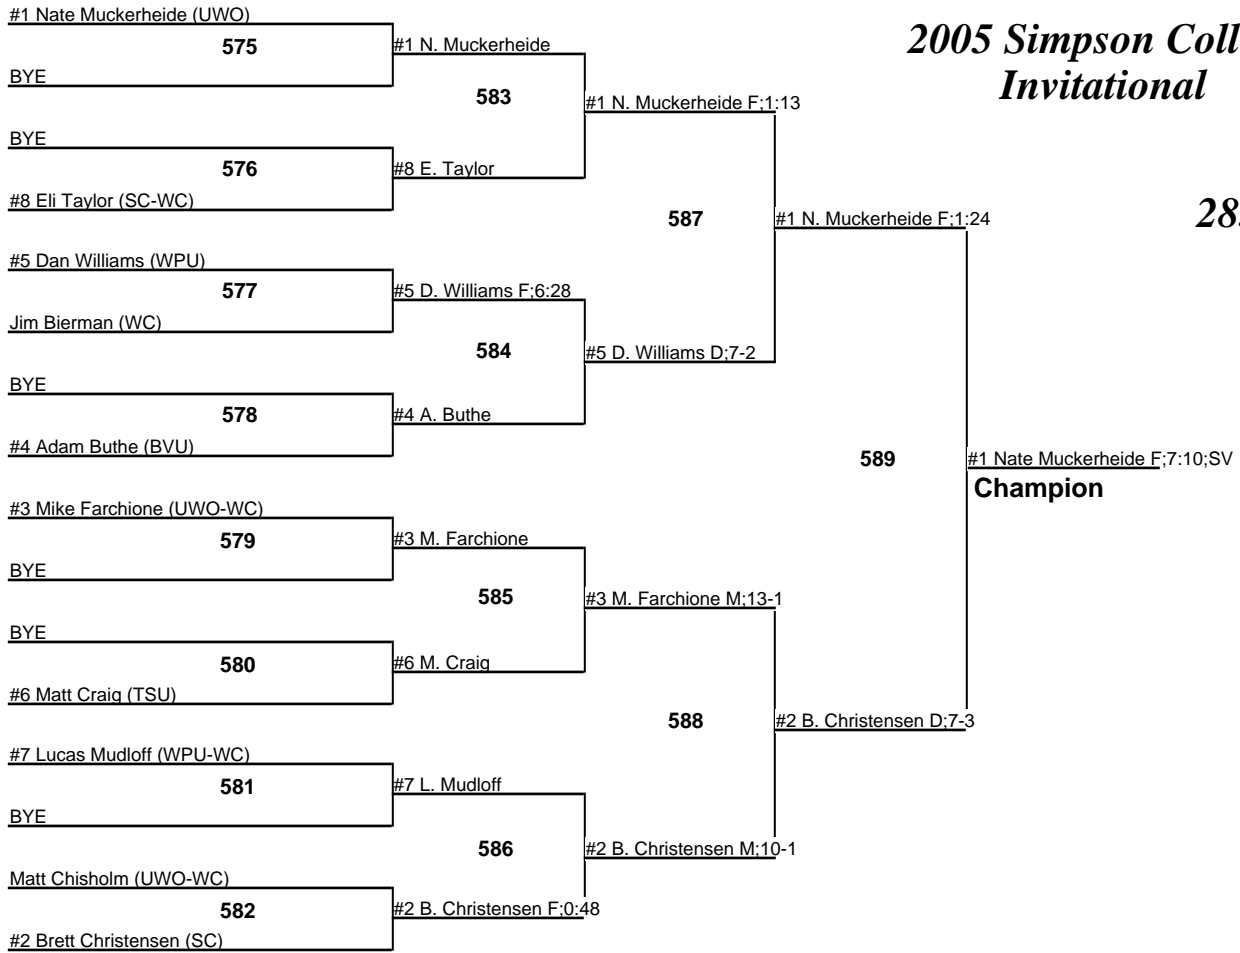 #1 Nate Muckerheide (UWO)
575
BYE
#1 N. Muckerheide
583
BYE
576
#8 Eli Taylor (SC-WC)
#8 E. Taylor
#1 N. Muckerheide F;1:13
587
#5 Dan Williams (WPU)
577
Jim Bierman (WC)
#5 D. Williams F;6:28
584
BYE
578
#4 Adam Buthe (BVU)
#4 A. Buthe
#5 D. Williams D;7-2
#1 N. Muckerheide F;1:24
589
#3 Mike Farchione (UWO-WC)
579
BYE
#3 M. Farchione
585
BYE
580
#6 Matt Craig (TSU)
#6 M. Craig
#3 M. Farchione M;13-1
588
#7 Lucas Mudloff (WPU-WC)
581
BYE
#7 L. Mudloff
586
Matt Chisholm (UWO-WC)
582
#2 Brett Christensen (SC)
#2 B. Christensen F;0:48
#2 B. Christensen M;10-1
#2 B. Christensen D;7-3
#1 Nate Muckerheide F;7:10;SV
Champion
2005 Simpson Coll
Invitational
28